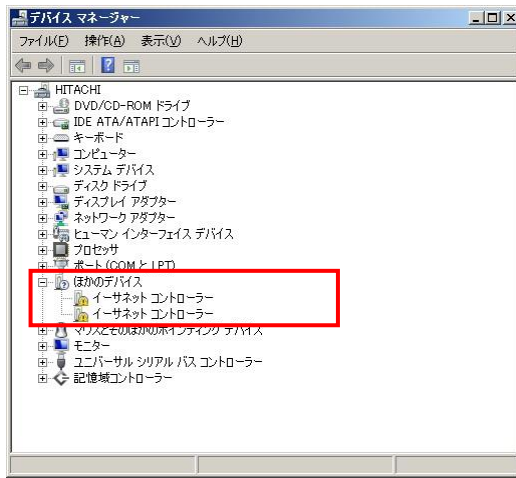 デバイス マネージャー
ファイル(F) 操作(A) 表示(V) ヘルプ(H)
HITACHI
DVD/CD-ROM ドライブ
IDE ATA/ATAPI コントローラー
キーボード
コンピューター
システム デバイス
ディスク ドライブ
ディスプレイ アダプター
ネットワーク アダプター
ヒューマン インターフェイス デバイス
プロセッサ
ポート (COM と LPT)
ほかのデバイス
イーサネット コントローラー
イーサネット コントローラー
マウスとそのほかのポインティング デバイス
モニター
ユニバーサル シリアル バス コントローラー
記憶域コントローラー